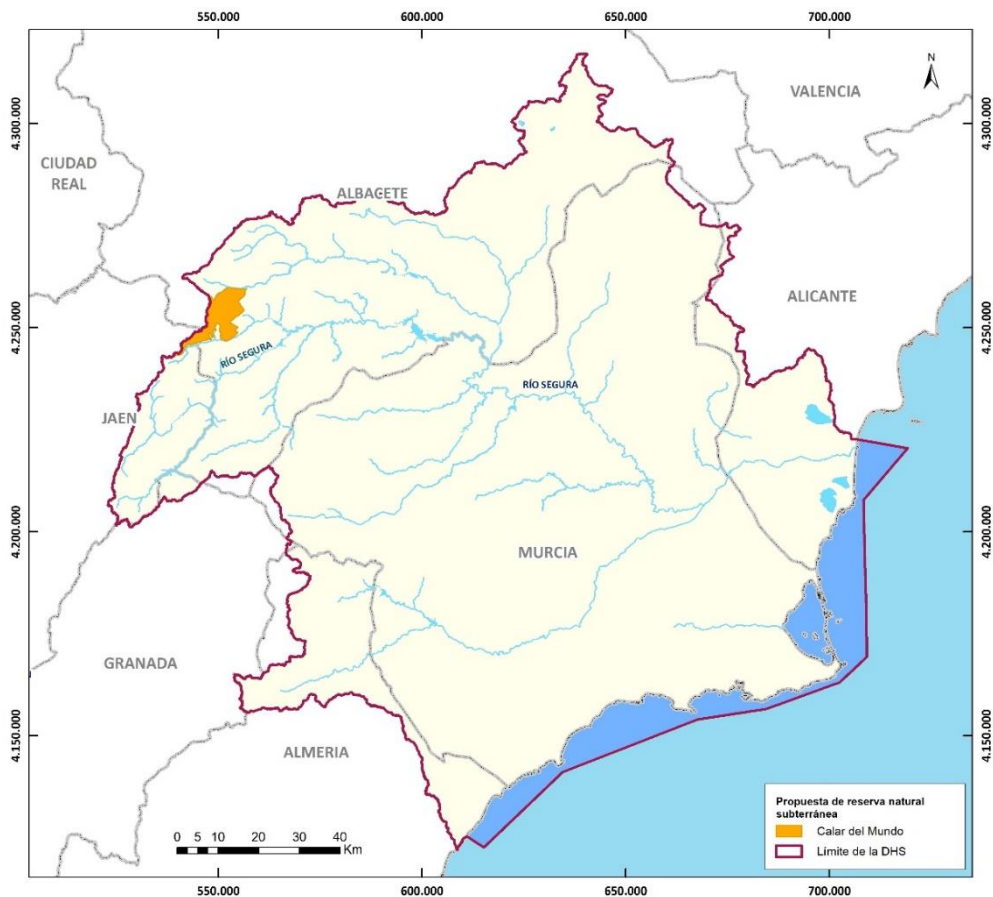 550.000 600.000 650.000 700.000
N
VALENCIA
4.300.000 4.300.000
CIUDAD
REAL
ALBACETE
ALICANTE
4.250.000 4.250.000
RÍO SEGURA
RÍO SEGURA
JAEN
4.200.000 4.200.000
MURCIA
GRANADA
4.150.000 4.150.000
ALMERIA
Propuesta de reserva natural
subterránea
Calar del Mundo
Límite de la DHS
0 5 10 20 30 40
Km
550.000 600.000 650.000 700.000